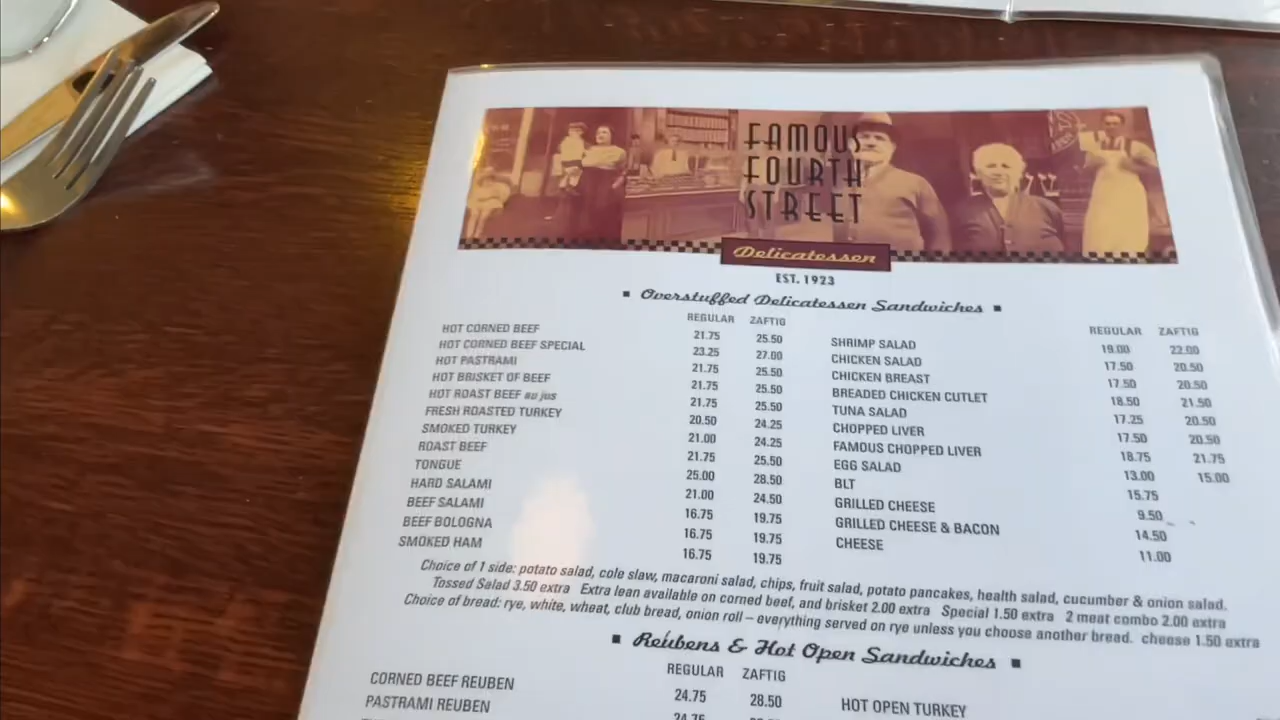 FAMOUS
FOURTH
STREET
Delicatessen
EST. 1923
▪ Overstuffed Delicatessen Sandwiches ▪
REGULAR ZAFTIG
HOT CORNED BEEF 21.75 25.50
HOT CORNED BEEF SPECIAL 23.25 27.00
HOT PASTRAMI 21.75 25.50
HOT BRISKET OF BEEF 21.75 25.50
HOT ROAST BEEF au jus 21.75 25.50
FRESH ROASTED TURKEY 20.50 24.25
SMOKED TURKEY 21.00 24.25
ROAST BEEF 21.75 25.50
TONGUE 25.00 28.50
HARD SALAMI 21.00 24.50
BEEF SALAMI 16.75 19.75
BEEF BOLOGNA 16.75 19.75
SMOKED HAM 16.75 19.75
REGULAR ZAFTIG
SHRIMP SALAD 19.00 22.00
CHICKEN SALAD 17.50 20.50
CHICKEN BREAST 17.50 20.50
BREADED CHICKEN CUTLET 18.50 21.50
TUNA SALAD 17.25 20.50
CHOPPED LIVER 17.50 20.50
FAMOUS CHOPPED LIVER 18.75 21.75
EGG SALAD 13.00 15.00
BLT 15.75
GRILLED CHEESE 9.50
GRILLED CHEESE & BACON 14.50
CHEESE 11.00
Choice of 1 side: potato salad, cole slaw, macaroni salad, chips, fruit salad, potato pancakes, health salad, cucumber & onion salad.
Tossed Salad 3.50 extra Extra lean available on corned beef, and brisket 2.00 extra Special 1.50 extra 2 meat combo 2.00 extra
Choice of bread: rye, white, wheat, club bread, onion roll – everything served on rye unless you choose another bread. cheese 1.50 extra
▪ Reubens & Hot Open Sandwiches ▪
REGULAR ZAFTIG
CORNED BEEF REUBEN 24.75 28.50
PASTRAMI REUBEN 24.75
HOT OPEN TURKEY